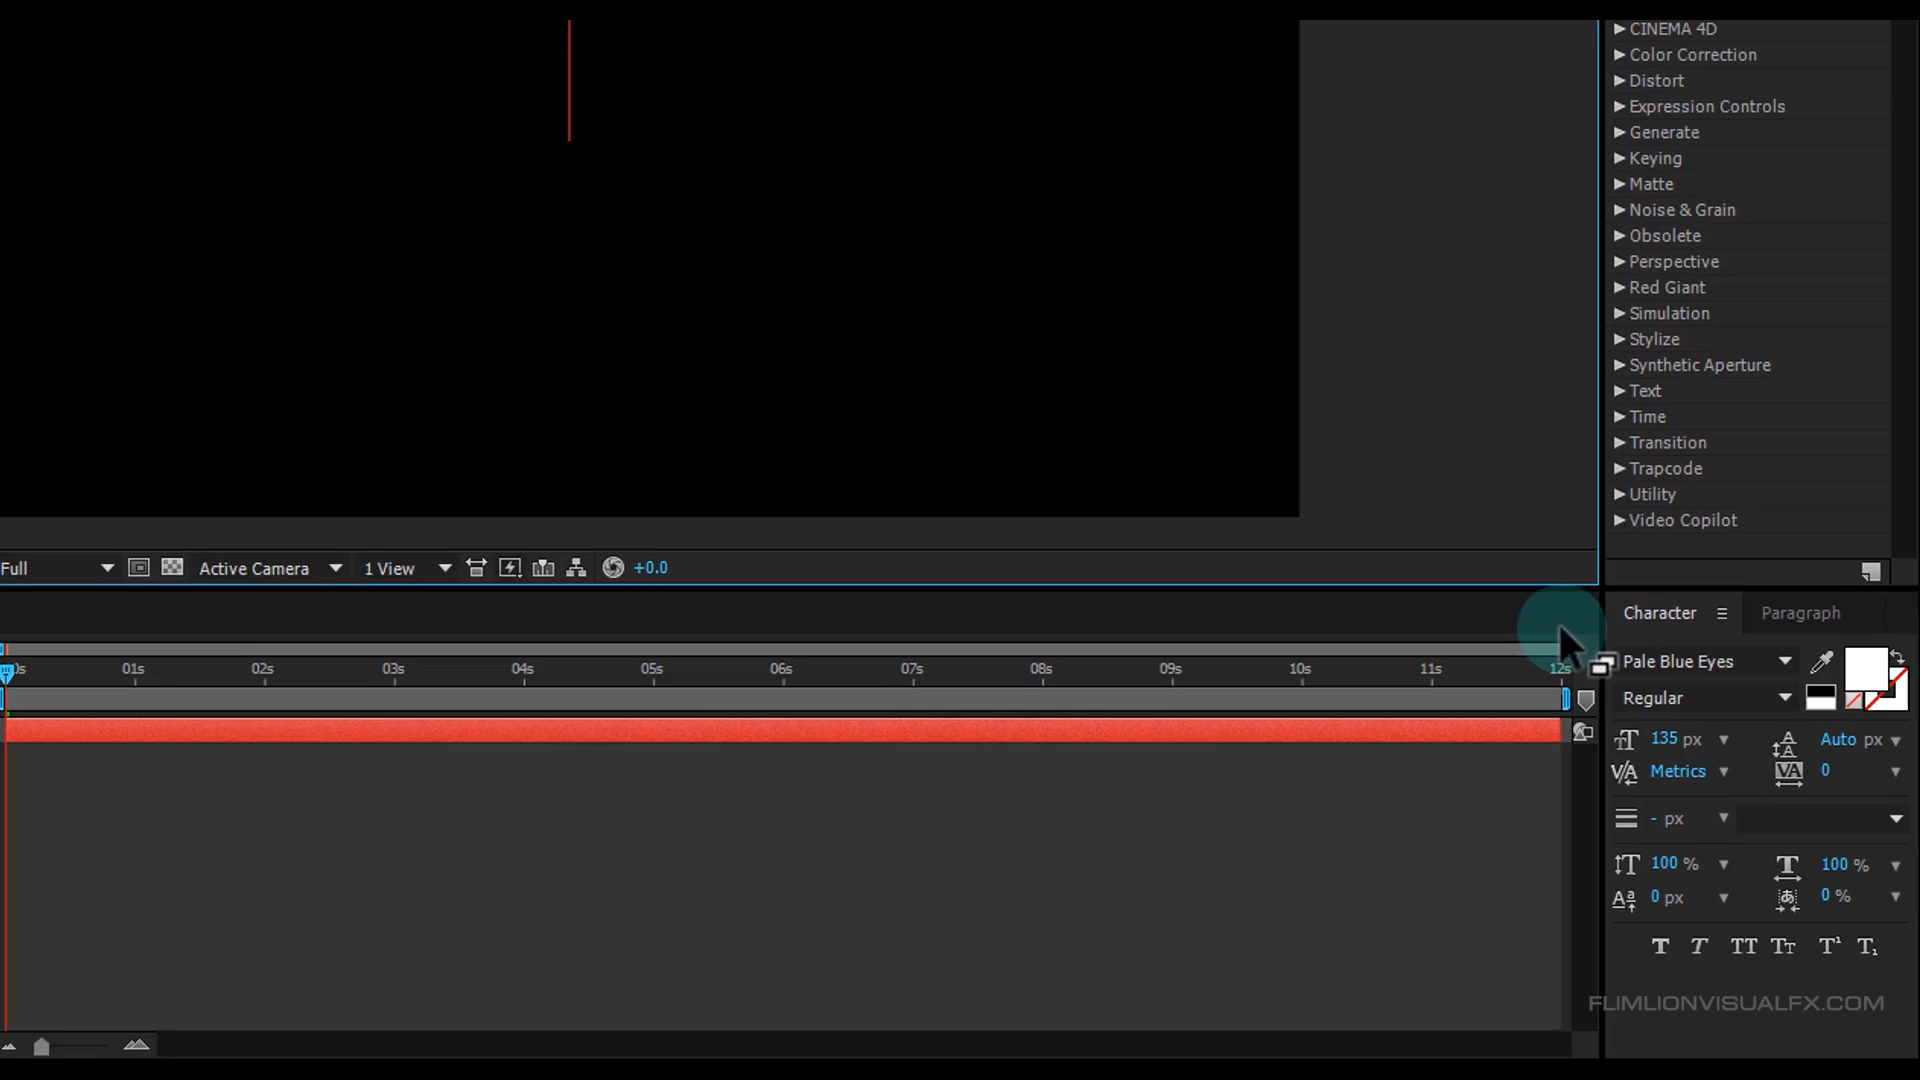 CINEMA 4D
Color Correction
Distort
Expression Controls
Generate
Keying
Matte
Noise & Grain
Obsolete
Perspective
Red Giant
Simulation
Stylize
Synthetic Aperture
Text
Time
Transition
Trapcode
Utility
Video Copilot
Full
Active Camera
1 View
+0.0
Character
Paragraph
01s 02s 03s 04s 05s 06s 07s 08s 09s 10s 11s 12s
Pale Blue Eyes
Regular
135 px
Auto px
Metrics
0
- px
100 %
100 %
0 px
0 %
FLIMLIONVISUALFX.COM